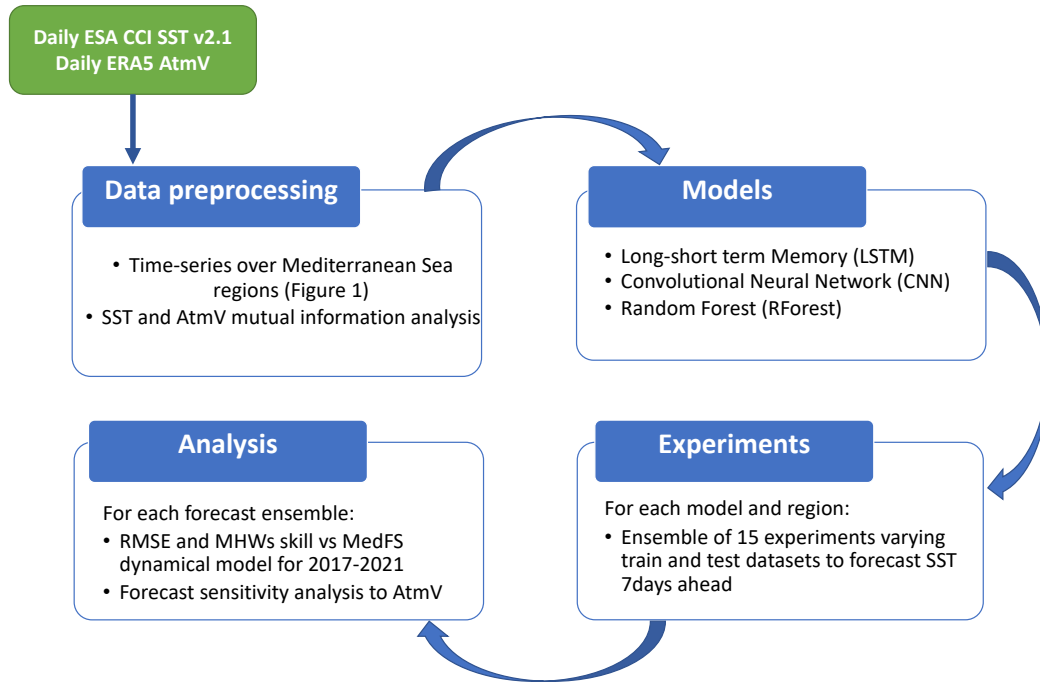 Daily ESA CCI SST v2.1
Daily ERA5 AtmV
Data preprocessing
• Time-series over Mediterranean Sea
regions (Figure 1)
• SST and AtmV mutual information analysis
Models
• Long-short term Memory (LSTM)
• Convolutional Neural Network (CNN)
• Random Forest (RForest)
Experiments
For each model and region:
• Ensemble of 15 experiments varying
train and test datasets to forecast SST
7days ahead
Analysis
For each forecast ensemble:
• RMSE and MHWs skill vs MedFS
dynamical model for 2017-2021
• Forecast sensitivity analysis to AtmV